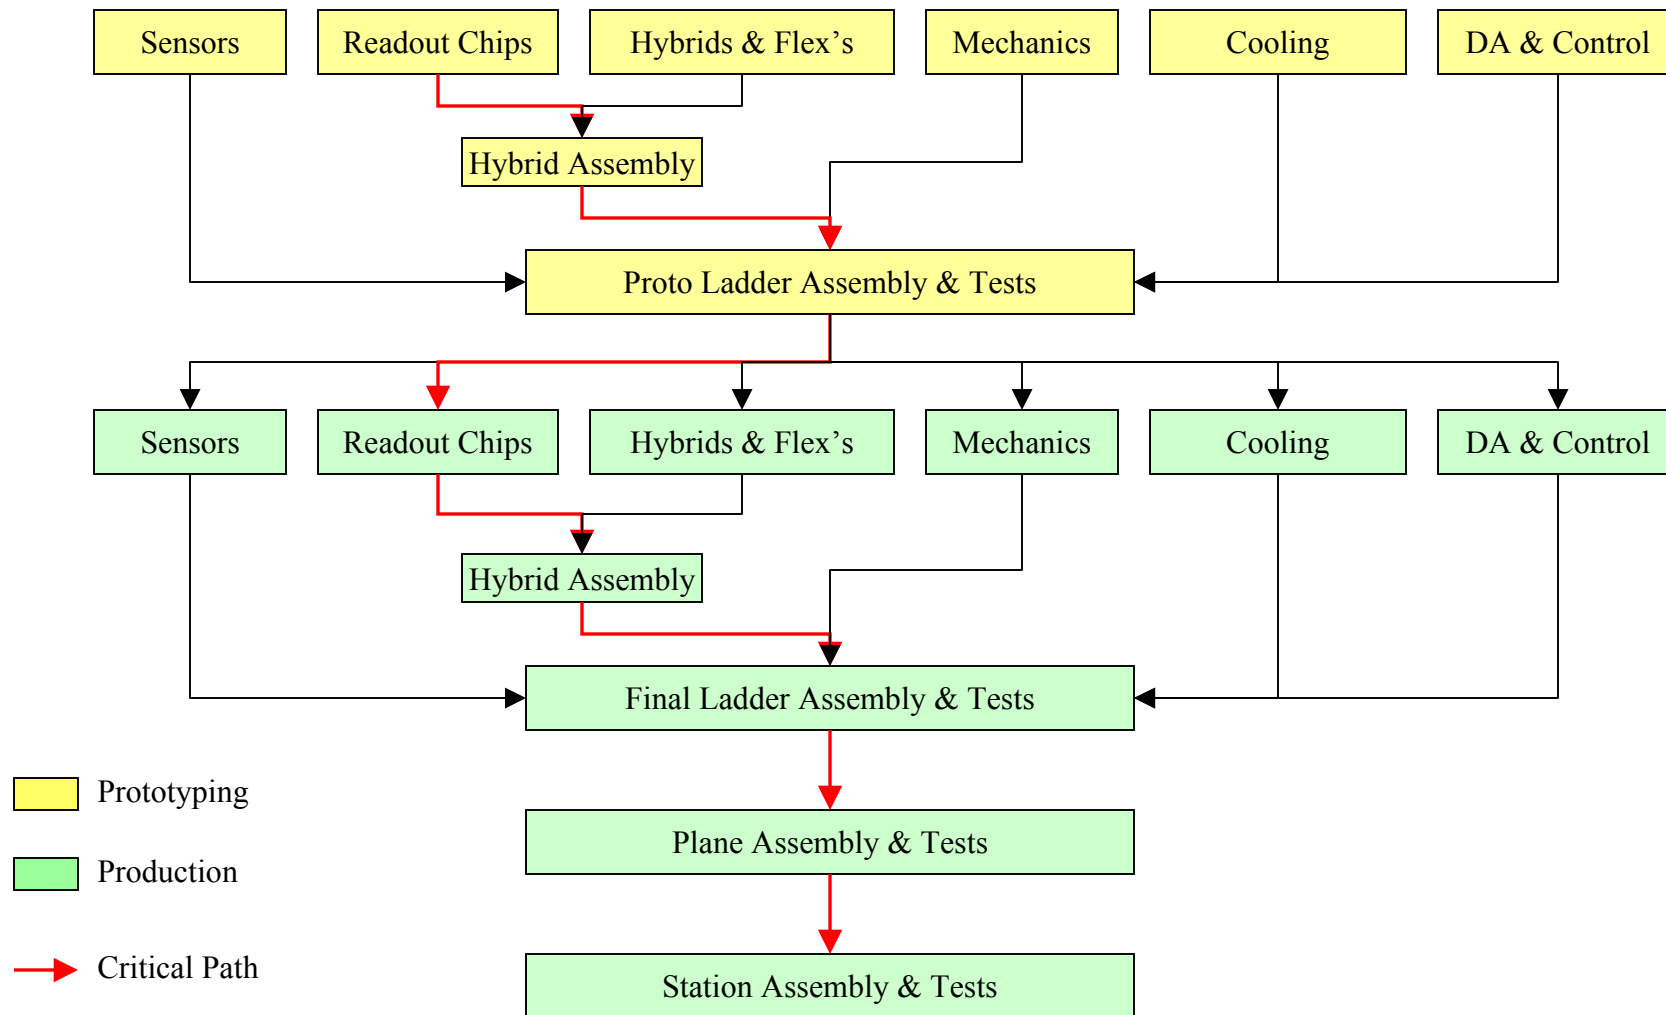 Sensors
Readout Chips
Hybrids & Flex’s
Mechanics
Cooling
DA & Control
Hybrid Assembly
Proto Ladder Assembly & Tests
Sensors
Readout Chips
Hybrids & Flex’s
Mechanics
Cooling
DA & Control
Hybrid Assembly
Final Ladder Assembly & Tests
Prototyping
Plane Assembly & Tests
Production
Critical Path
Station Assembly & Tests